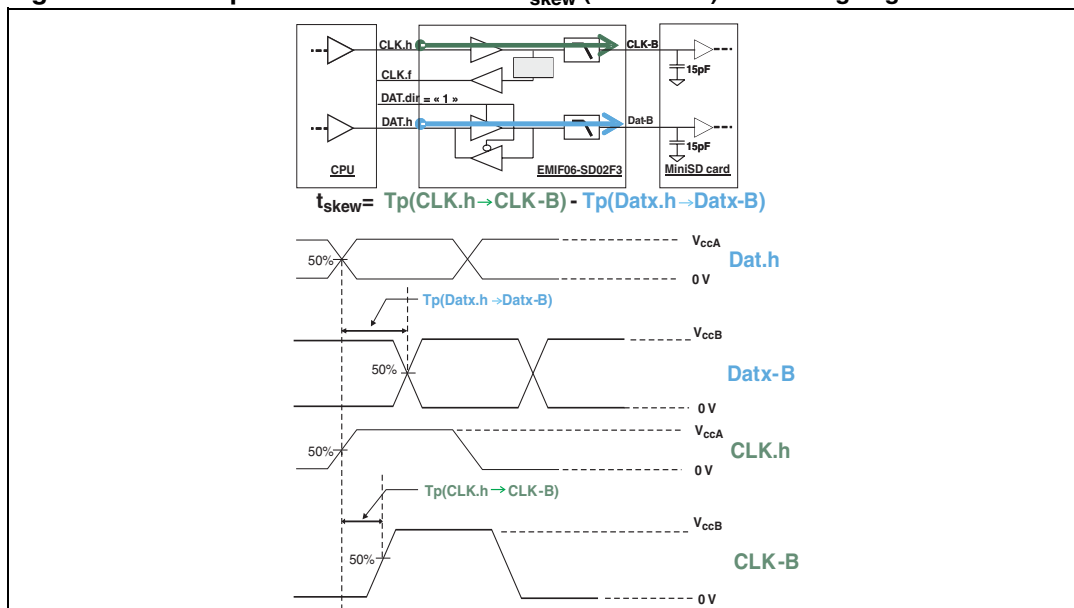 CLK.h
CLK-B
15pF
CLK.f
DAT.dir = « 1 »
DAT.h
Dat-B
15pF
CPU
EMIF06-SD02F3
MiniSD card
tskew= Tp(CLK.h→CLK-B) - Tp(Datx.h→Datx-B)
VccA
50%
Dat.h
0 V
Tp(Datx.h →Datx-B)
VccB
50%
Datx-B
0 V
VccA
50%
CLK.h
0 V
Tp(CLK.h →CLK-B)
VccB
50%
CLK-B
0 V